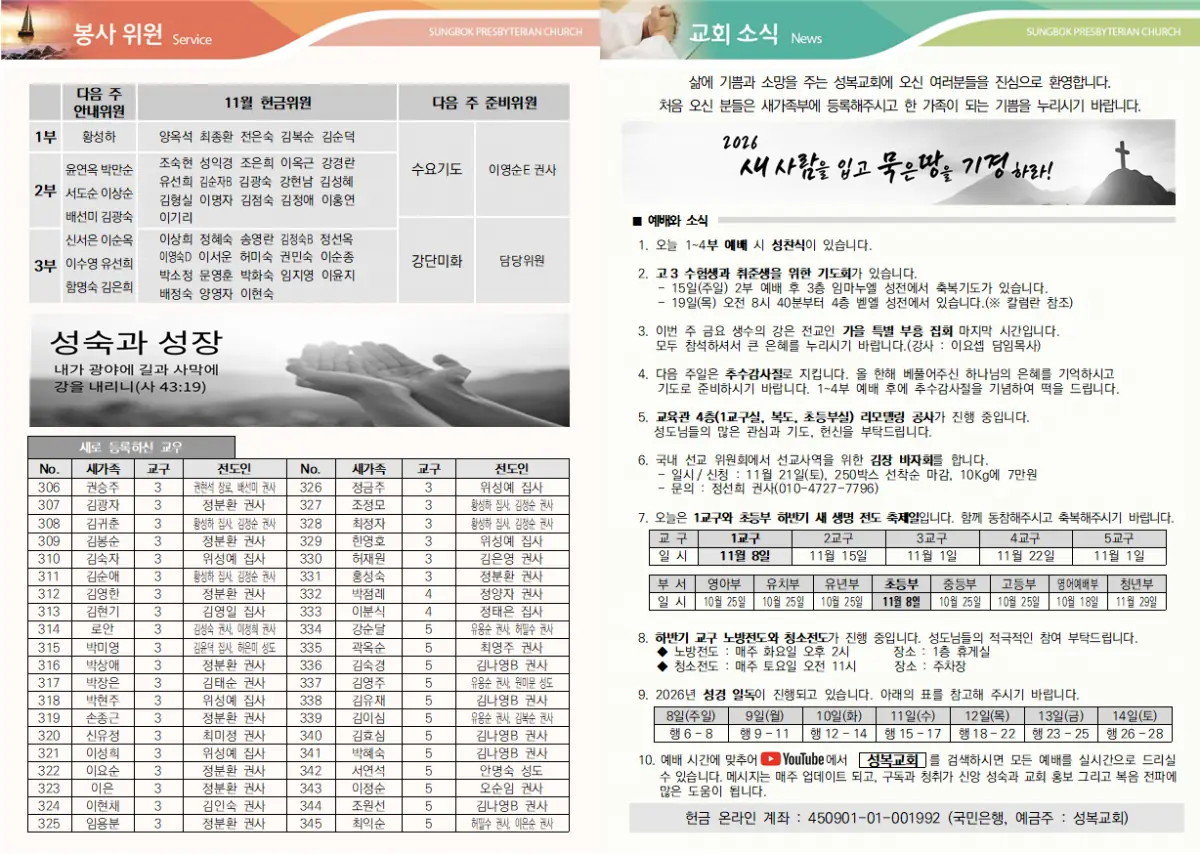 봉사 위원 Service
SUNGBOK PRESBYTERIAN CHURCH
다음 주 안내위원 11월 헌금위원 다음 주 준비위원
1부 황성하 양옥석 최종환 전은숙 김복순 김순덕
2부
윤연옥 박만순
서도순 이상순
배선미 김광숙
조숙현 성익경 조은희 이옥근 강경란
유선희 김순자B 김광숙 강현남 김성혜
김형실 이명자 김점숙 김정애 이홍연
이기리
3부
신서은 이순옥
이수영 유선희
함명숙 김은희
이상희 정혜숙 송영란 김정숙B 정선옥
이영숙D 이서운 허미숙 권민숙 이순종
박소정 문영훈 박화숙 임지영 이윤지
배정숙 양영자 이현숙
수요기도 이영순E 권사
강단미화 담당위원
성숙과 성장
내가 광야에 길과 사막에
강을 내리니(사 43:19)
새로 등록하신 교우
No. 새가족 교구 전도인 No. 새가족 교구 전도인
306 권승주 3 권현석 장로, 배선미 권사 326 정금주 3 위성예 집사
307 김광자 3 정분환 권사 327 조정모 3 황성하 집사, 김정순 권사
308 김귀춘 3 황성하 집사, 김정순 권사 328 최정자 3 황성하 집사, 김정순 권사
309 김봉순 3 정분환 권사 329 한영호 3 위성예 집사
310 김숙자 3 위성예 집사 330 허재원 3 김은영 권사
311 김순애 3 황성하 집사, 김정순 권사 331 홍성숙 3 정분환 권사
312 김영한 3 정분환 권사 332 박점례 4 정양자 권사
313 김현기 3 김영일 집사 333 이분식 4 정태은 집사
314 로안 3 김성숙 권사, 이정희 권사 334 강순달 5 유용순 권사, 허필수 권사
315 박미영 3 김윤덕 집사, 허은미 성도 335 곽옥순 5 최영주 권사
316 박상애 3 정분환 권사 336 김숙경 5 김나영B 권사
317 박장은 3 김태순 권사 337 김영주 5 유용순 권사, 원미문 성도
318 박현주 3 위성예 집사 338 김유재 5 김나영B 권사
319 손종근 3 정분환 권사 339 김이심 5 유용순 권사, 김복순 권사
320 신유정 3 최미정 권사 340 김효심 5 김나영B 권사
321 이성희 3 위성예 집사 341 박혜숙 5 김나영B 권사
322 이요순 3 정분환 권사 342 서연석 5 안명숙 성도
323 이은 3 정분환 권사 343 이정순 5 오순임 권사
324 이현채 3 김인숙 권사 344 조원선 5 김나영B 권사
325 임용분 3 정분환 권사 345 최익순 5 허필수 권사, 이은순 권사
교회 소식 News
SUNGBOK PRESBYTERIAN CHURCH
삶에 기쁨과 소망을 주는 성복교회에 오신 여러분들을 진심으로 환영합니다.
처음 오신 분들은 새가족부에 등록해주시고 한 가족이 되는 기쁨을 누리시기 바랍니다.
2026
새 사람을 입고 묵은땅을 기경하라!
■ 예배와 소식
1. 오늘 1~4부 예배 시 성찬식이 있습니다.
2. 고3 수험생과 취준생을 위한 기도회가 있습니다.
- 15일(주일) 2부 예배 후 3층 임마누엘 성전에서 축복기도가 있습니다.
- 19일(목) 오전 8시 40분부터 4층 벧엘 성전에서 있습니다.(※ 칼럼란 참조)
3. 이번 주 금요 생수의 강은 전교인 가을 특별 부흥 집회 마지막 시간입니다.
모두 참석하셔서 큰 은혜를 누리시기 바랍니다.(강사 : 이요셉 담임목사)
4. 다음 주일은 추수감사절로 지킵니다. 올 한해 베풀어주신 하나님의 은혜를 기억하시고
기도로 준비하시기 바랍니다. 1~4부 예배 후에 추수감사절을 기념하여 떡을 드립니다.
5. 교육관 4층(1교구실, 복도, 초등부실) 리모델링 공사가 진행 중입니다.
성도님들의 많은 관심과 기도, 헌신을 부탁드립니다.
6. 국내 선교 위원회에서 선교사역을 위한 김장 바자회를 합니다.
- 일시/신청 : 11월 21일(토), 250박스 선착순 마감, 10Kg에 7만원
- 문의 : 정선희 권사(010-4727-7796)
7. 오늘은 1교구와 초등부 하반기 새 생명 전도 축제일입니다. 함께 동참해주시고 축복해주시기 바랍니다.
교 구 1교구 2교구 3교구 4교구 5교구
일 시 11월 8일 11월 15일 11월 1일 11월 22일 11월 1일
부 서 영아부 유치부 유년부 초등부 중등부 고등부 영어예배부 청년부
일 시 10월 25일 10월 25일 10월 25일 11월 8일 10월 25일 10월 25일 10월 18일 11월 29일
8. 하반기 교구 노방전도와 청소전도가 진행 중입니다. 성도님들의 적극적인 참여 부탁드립니다.
◆ 노방전도 : 매주 화요일 오후 2시 장소 : 1층 휴게실
◆ 청소전도 : 매주 토요일 오전 11시 장소 : 주차장
9. 2026년 성경 일독이 진행되고 있습니다. 아래의 표를 참고해 주시기 바랍니다.
8일(주일) 9일(월) 10일(화) 11일(수) 12일(목) 13일(금) 14일(토)
행 6 - 8 행 9 - 11 행 12 - 14 행 15 - 17 행 18 - 22 행 23 - 25 행 26 - 28
10. 예배 시간에 맞추어 YouTube에서 성복교회 를 검색하시면 모든 예배를 실시간으로 드리실
수 있습니다. 메시지는 매주 업데이트 되고, 구독과 청취가 신앙 성숙과 교회 홍보 그리고 복음 전파에
많은 도움이 됩니다.
헌금 온라인 계좌 : 450901-01-001992 (국민은행, 예금주 : 성복교회)